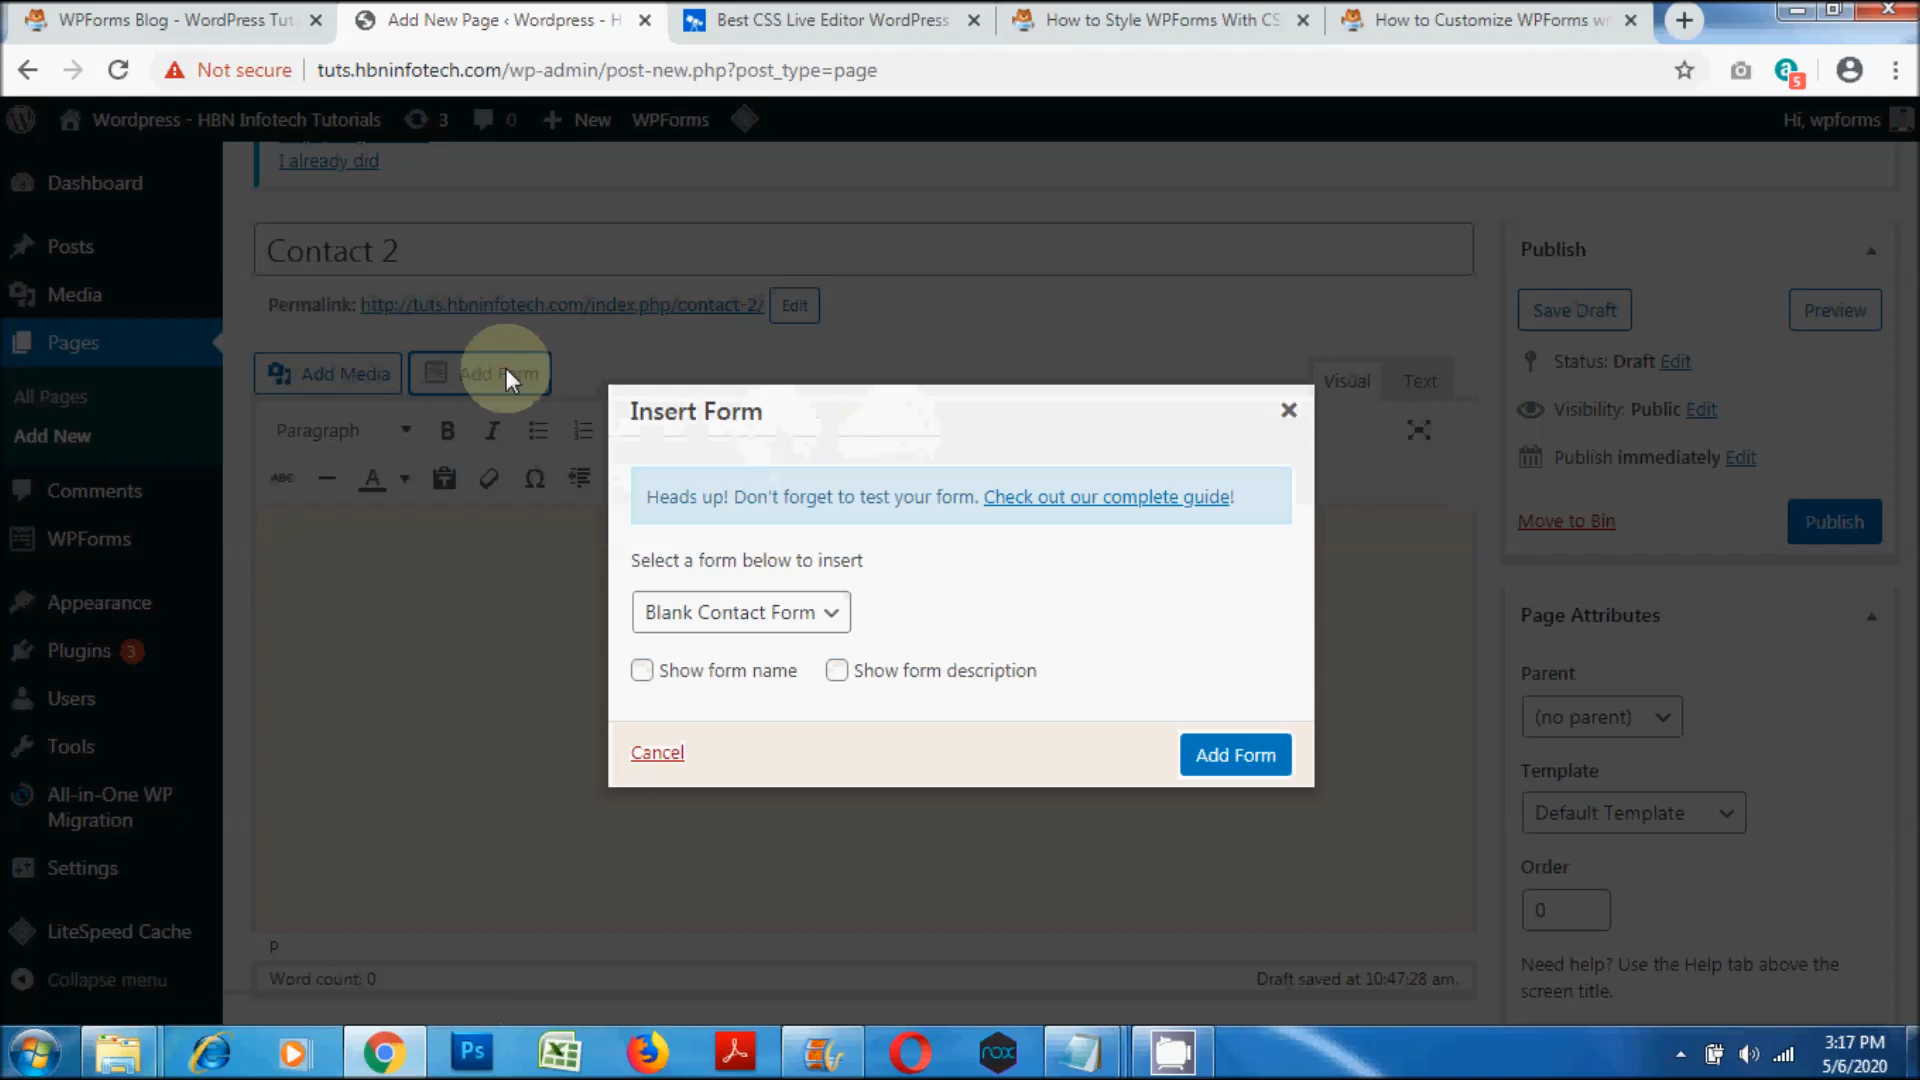 WPForms Blog - WordPress Tut
Add New Page ‹ Wordpress - H
Best CSS Live Editor WordPress
How to Style WPForms With CS
How to Customize WPForms w
Not secure
tuts.hbninfotech.com/wp-admin/post-new.php?post_type=page
5
Wordpress - HBN Infotech Tutorials
3
0
New
WPForms
Hi, wpforms
I already did
Dashboard
Posts
Media
Pages
All Pages
Add New
Comments
WPForms
Appearance
Plugins 3
Users
Tools
All-in-One WP
Migration
Settings
LiteSpeed Cache
Collapse menu
Contact 2
Permalink: http://tuts.hbninfotech.com/index.php/contact-2/ Edit
Add Media
Add Form
Visual
Text
Paragraph
B
I
ABC
A
Ω
Insert Form
Heads up! Don't forget to test your form. Check out our complete guide!
Select a form below to insert
Blank Contact Form
Show form name
Show form description
Cancel
Add Form
P
Word count: 0
Draft saved at 10:47:28 am.
Publish
Save Draft
Preview
Status: Draft Edit
Visibility: Public Edit
Publish immediately Edit
Move to Bin
Publish
Page Attributes
Parent
(no parent)
Template
Default Template
Order
0
Need help? Use the Help tab above the
screen title.
Ps
nox
3:17 PM
5/6/2020